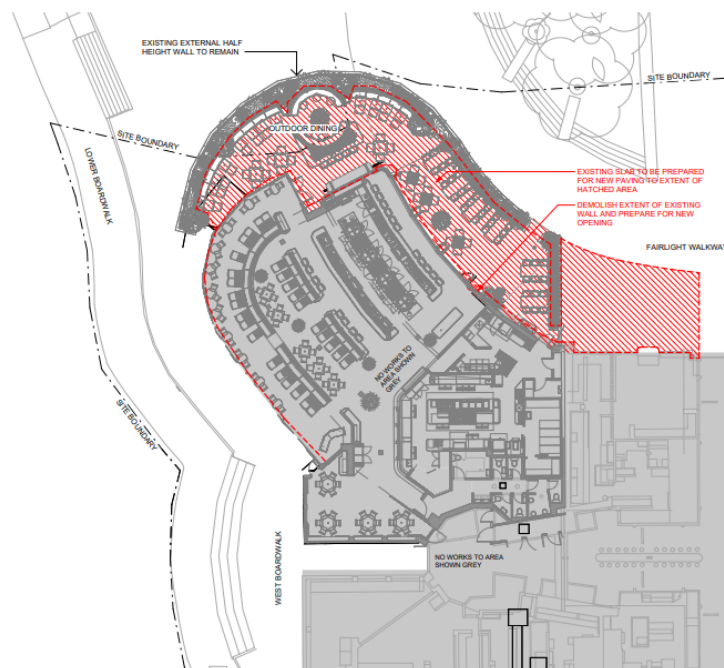 EXISTING EXTERNAL HALF
HEIGHT WALL TO REMAIN
SITE BOUNDARY
SITE BOUNDARY
OUTDOOR DINING
LOWER BOARDWALK
EXISTING SLAB TO BE PREPARED
FOR NEW PAVING TO EXTENT OF
HATCHED AREA
DEMOLISH EXTENT OF EXISTING
WALL AND PREPARE FOR NEW
OPENING
FAIRLIGHT WALKWA
NO WORKS TO
AREA SHOWN
GREY
SITE BOUNDARY
WEST BOARDWALK
NO WORKS TO AREA
SHOWN GREY